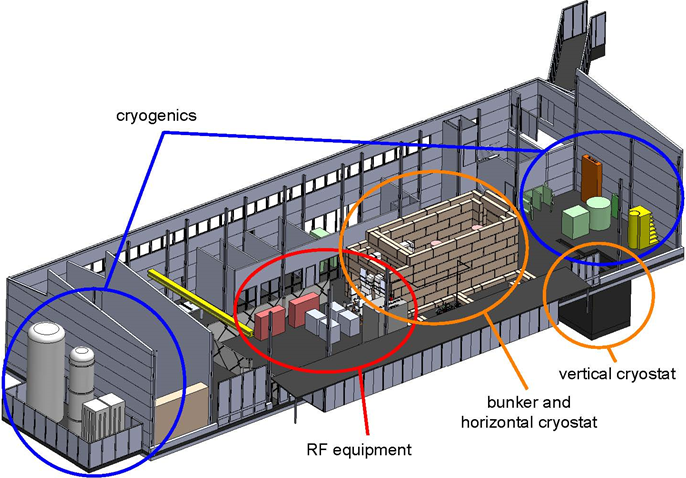 cryogenics
vertical cryostat
bunker and
horizontal cryostat
RF equipment